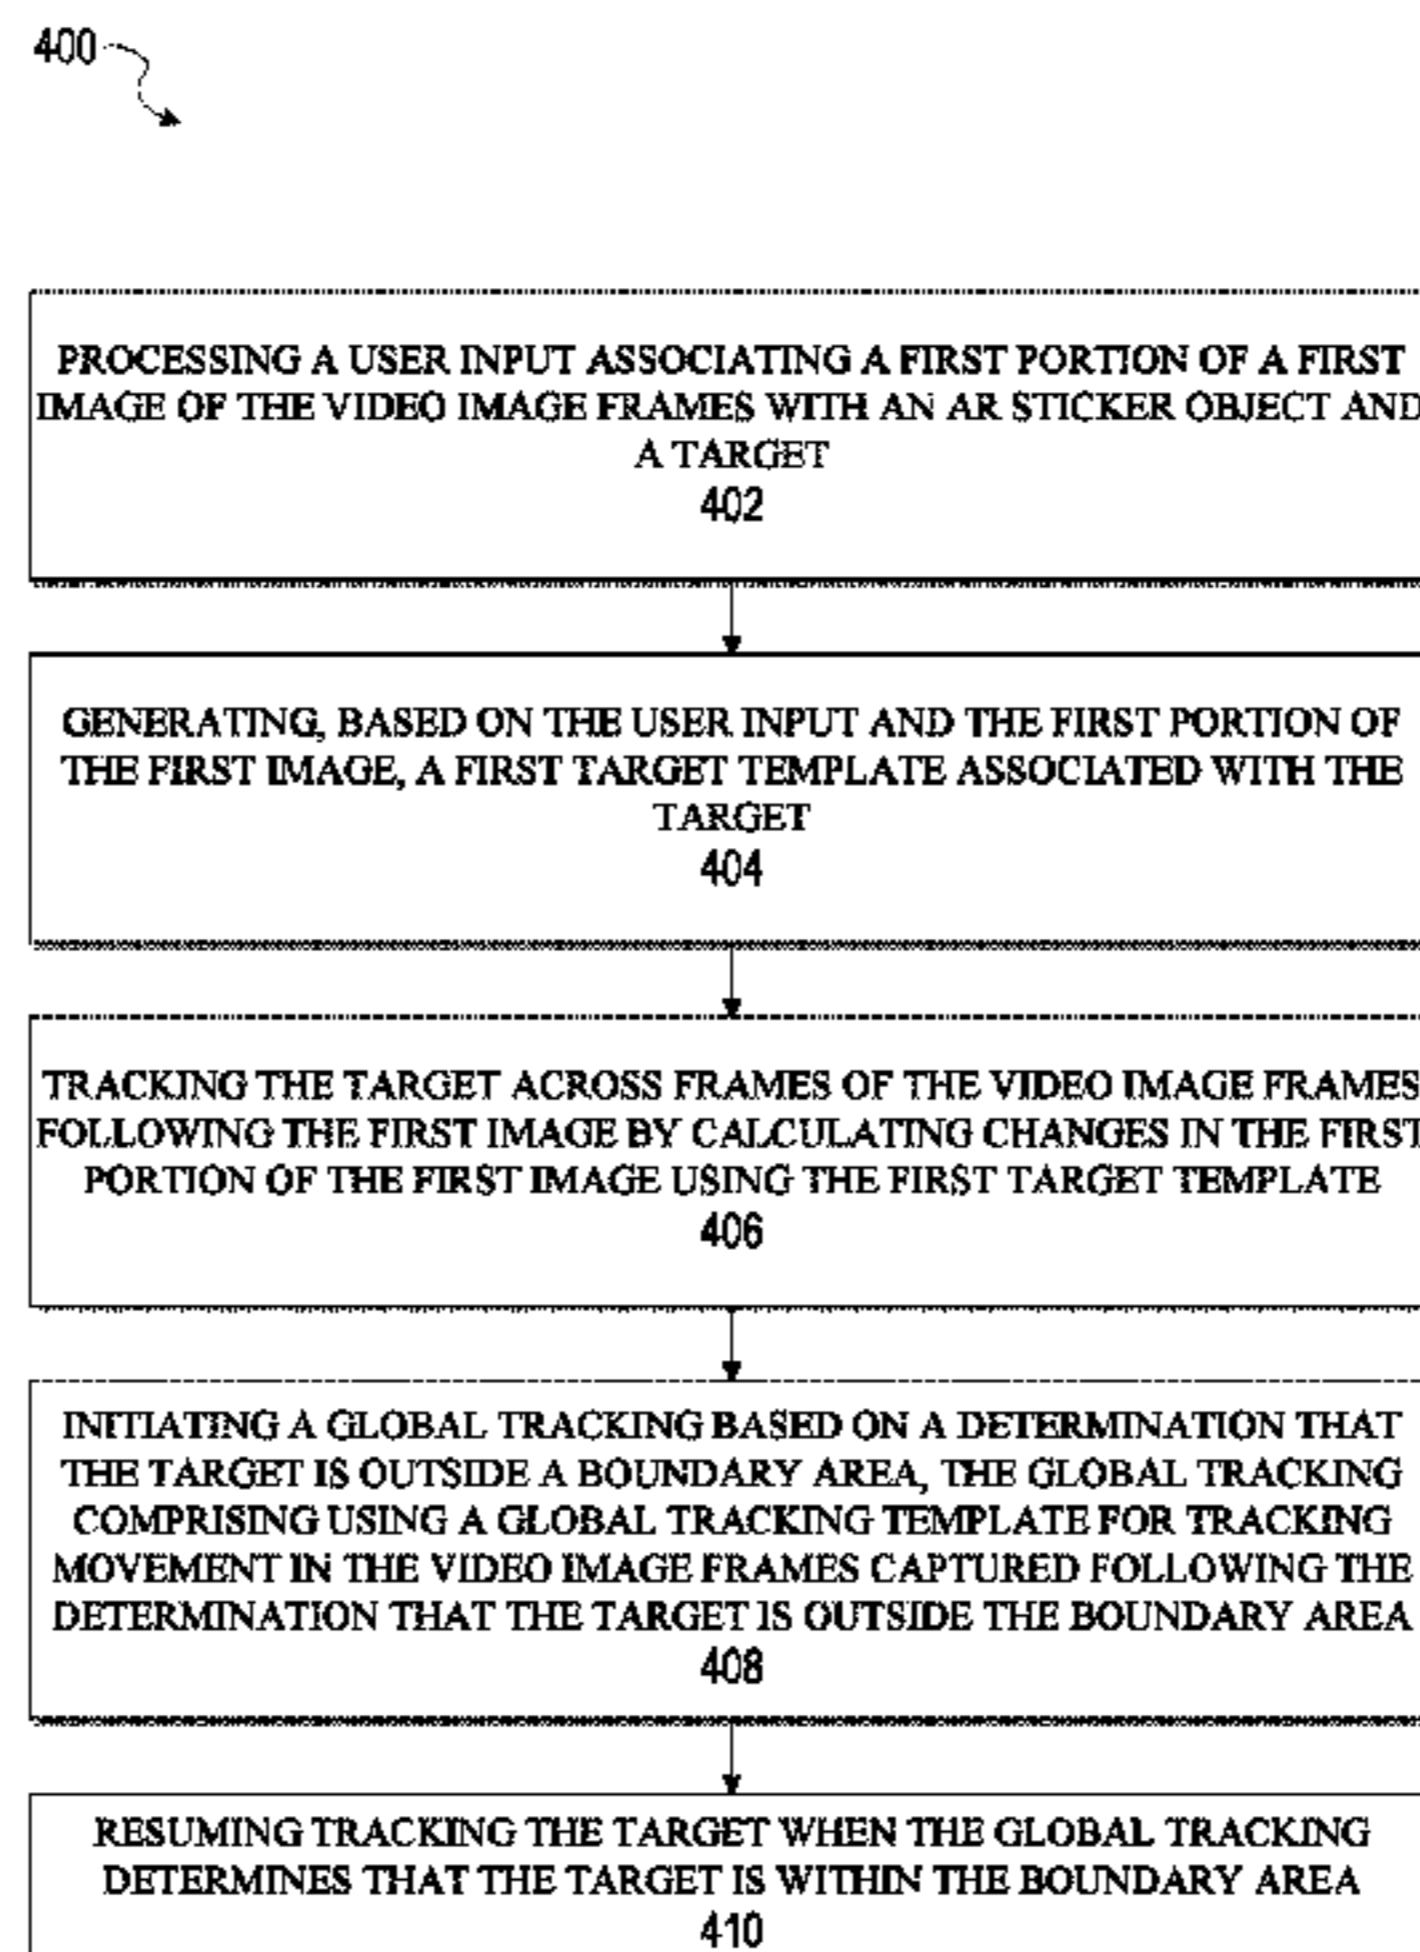 400
PROCESSING A USER INPUT ASSOCIATING A FIRST PORTION OF A FIRST
IMAGE OF THE VIDEO IMAGE FRAMES WITH AN AR STICKER OBJECT AND
A TARGET
402
GENERATING, BASED ON THE USER INPUT AND THE FIRST PORTION OF
THE FIRST IMAGE, A FIRST TARGET TEMPLATE ASSOCIATED WITH THE
TARGET
404
TRACKING THE TARGET ACROSS FRAMES OF THE VIDEO IMAGE FRAMES
FOLLOWING THE FIRST IMAGE BY CALCULATING CHANGES IN THE FIRST
PORTION OF THE FIRST IMAGE USING THE FIRST TARGET TEMPLATE
406
INITIATING A GLOBAL TRACKING BASED ON A DETERMINATION THAT
THE TARGET IS OUTSIDE A BOUNDARY AREA, THE GLOBAL TRACKING
COMPRISING USING A GLOBAL TRACKING TEMPLATE FOR TRACKING
MOVEMENT IN THE VIDEO IMAGE FRAMES CAPTURED FOLLOWING THE
DETERMINATION THAT THE TARGET IS OUTSIDE THE BOUNDARY AREA
408
RESUMING TRACKING THE TARGET WHEN THE GLOBAL TRACKING
DETERMINES THAT THE TARGET IS WITHIN THE BOUNDARY AREA
410